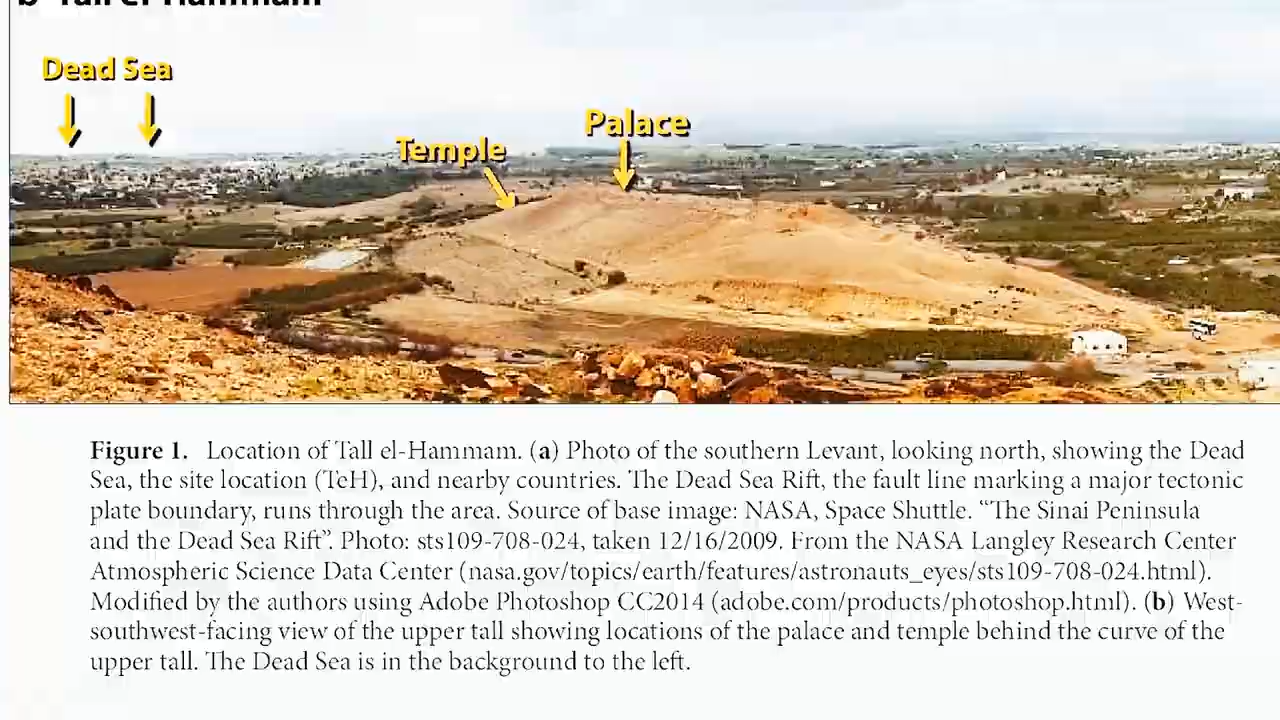 b Tall el-Hammam
Dead Sea
Palace
Temple
Figure 1. Location of Tall el-Hammam. (a) Photo of the southern Levant, looking north, showing the Dead
Sea, the site location (TeH), and nearby countries. The Dead Sea Rift, the fault line marking a major tectonic
plate boundary, runs through the area. Source of base image: NASA, Space Shuttle. “The Sinai Peninsula
and the Dead Sea Rift”. Photo: sts109-708-024, taken 12/16/2009. From the NASA Langley Research Center
Atmospheric Science Data Center (nasa.gov/topics/earth/features/astronauts_eyes/sts109-708-024.html).
Modified by the authors using Adobe Photoshop CC2014 (adobe.com/products/photoshop.html). (b) West-
southwest-facing view of the upper tall showing locations of the palace and temple behind the curve of the
upper tall. The Dead Sea is in the background to the left.